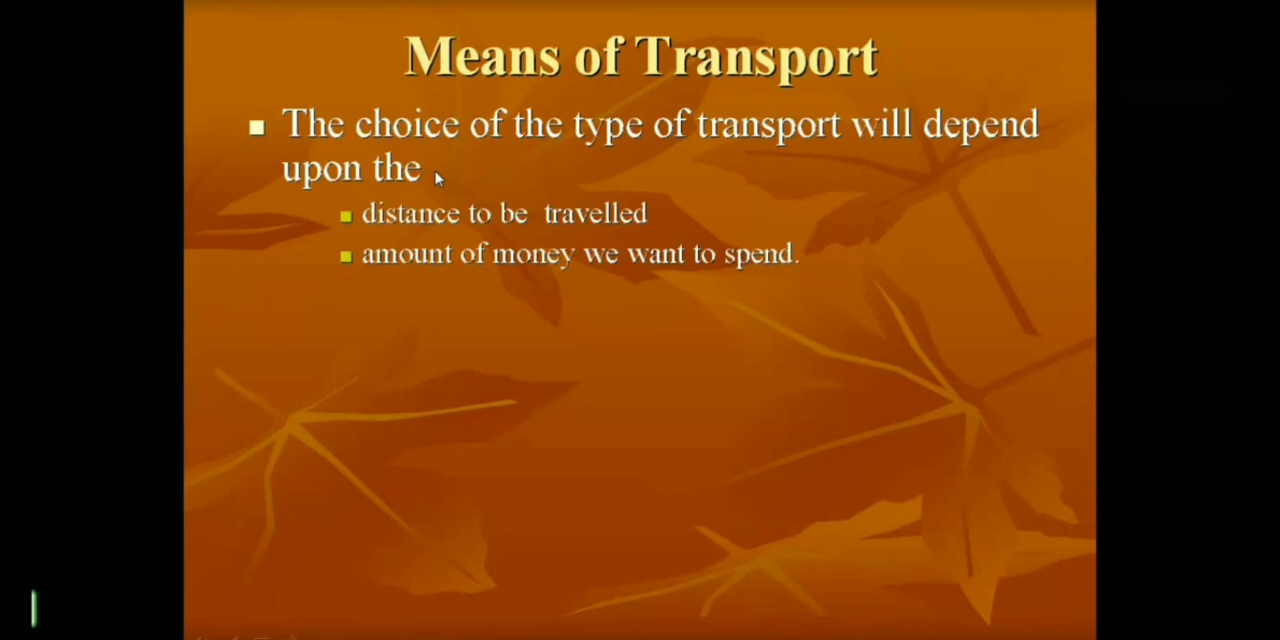 Means of Transport
The choice of the type of transport will depend
upon the
distance to be travelled
amount of money we want to spend.